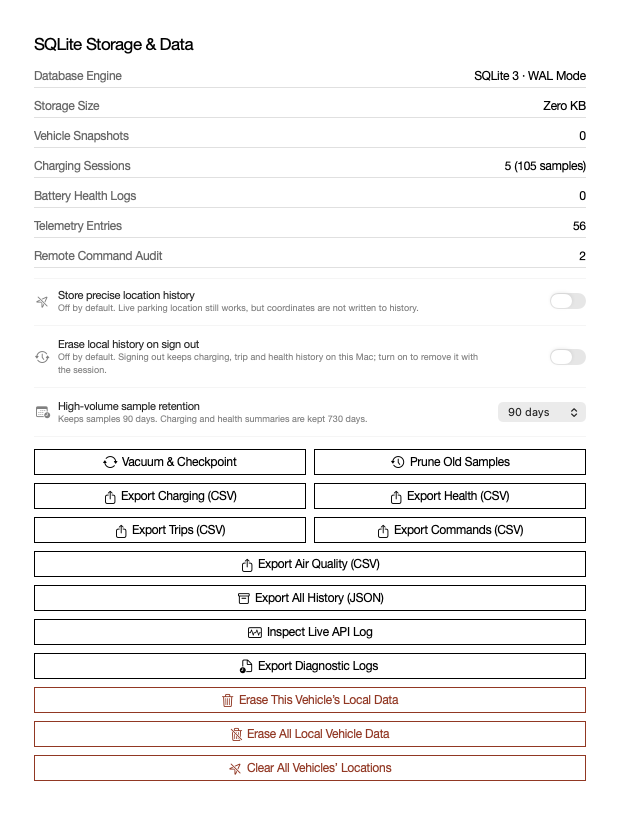 SQLite Storage & Data
Database Engine SQLite 3 · WAL Mode
Storage Size Zero KB
Vehicle Snapshots 0
Charging Sessions 5 (105 samples)
Battery Health Logs 0
Telemetry Entries 56
Remote Command Audit 2
Store precise location history
Off by default. Live parking location still works, but coordinates are not written to history.
Erase local history on sign out
Off by default. Signing out keeps charging, trip and health history on this Mac; turn on to remove it with
the session.
High-volume sample retention
Keeps samples 90 days. Charging and health summaries are kept 730 days.
90 days
Vacuum & Checkpoint Prune Old Samples
Export Charging (CSV) Export Health (CSV)
Export Trips (CSV) Export Commands (CSV)
Export Air Quality (CSV)
Export All History (JSON)
Inspect Live API Log
Export Diagnostic Logs
Erase This Vehicle’s Local Data
Erase All Local Vehicle Data
Clear All Vehicles’ Locations